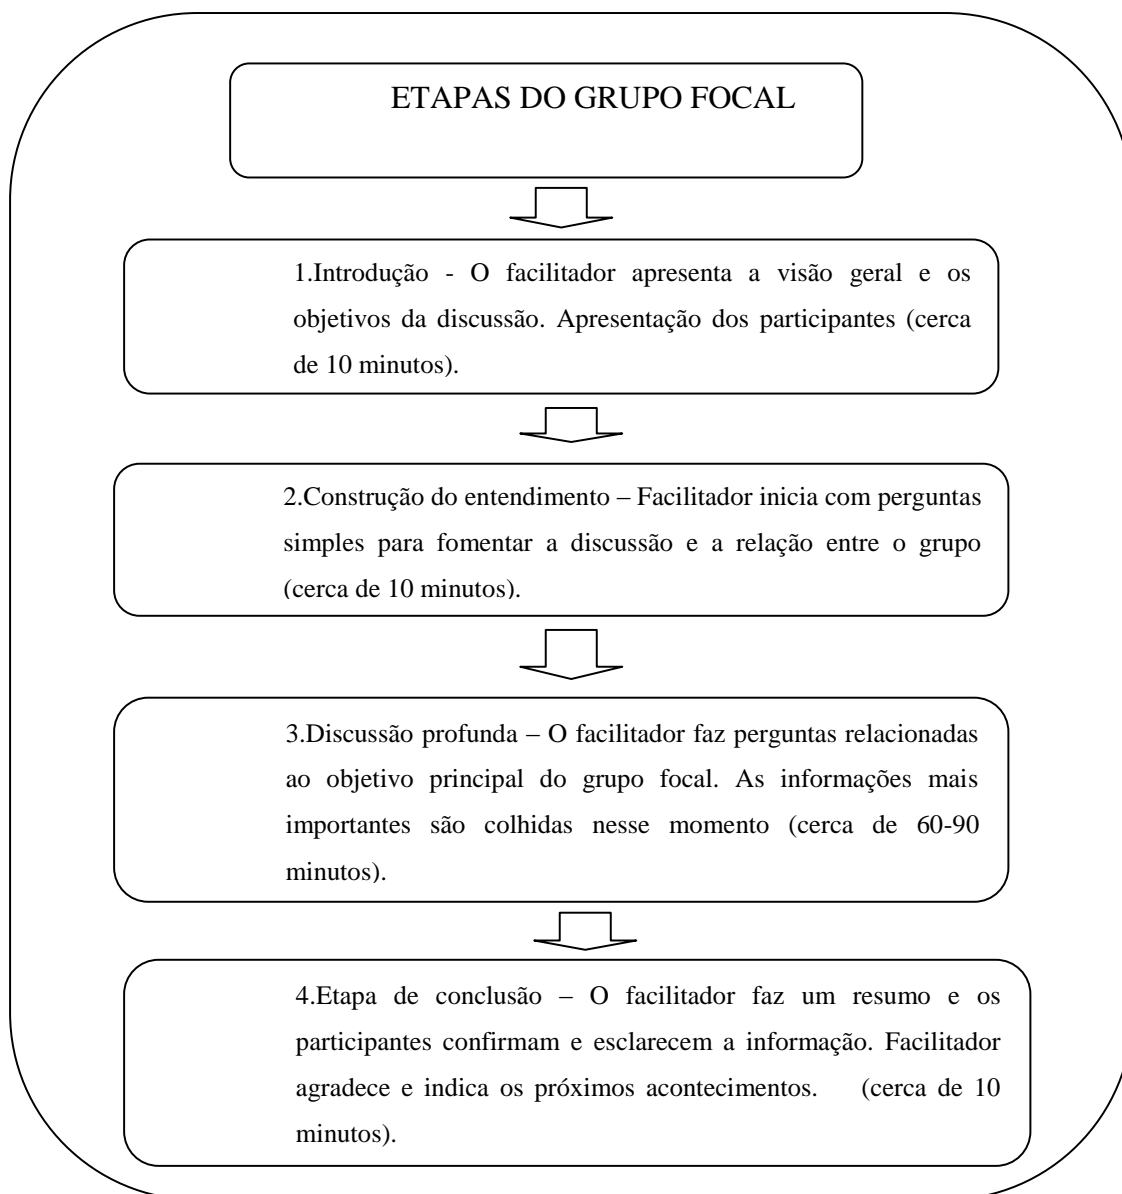 ETAPAS DO GRUPO FOCAL
1.Introdução - O facilitador apresenta a visão geral e os
objetivos da discussão. Apresentação dos participantes (cerca
de 10 minutos).
2.Construção do entendimento – Facilitador inicia com perguntas
simples para fomentar a discussão e a relação entre o grupo
(cerca de 10 minutos).
3.Discussão profunda – O facilitador faz perguntas relacionadas
ao objetivo principal do grupo focal. As informações mais
importantes são colhidas nesse momento (cerca de 60-90
minutos).
4.Etapa de conclusão – O facilitador faz um resumo e os
participantes confirmam e esclarecem a informação. Facilitador
agradece e indica os próximos acontecimentos. (cerca de 10
minutos).